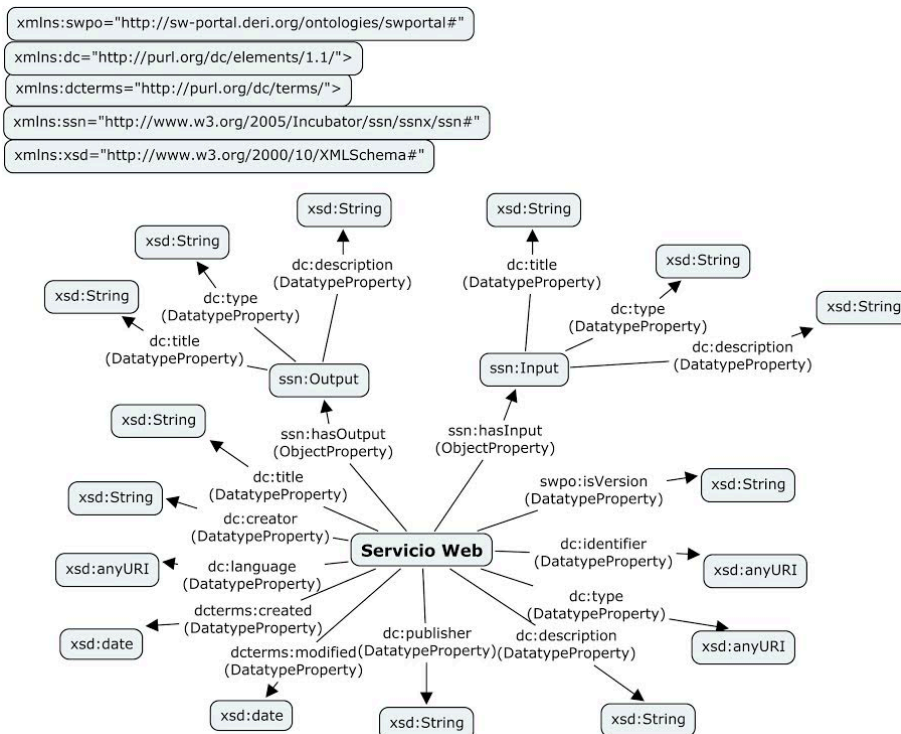 xmlns:swpo="http://sw-portal.deri.org/ontologies/swportal#"
xmlns:dc="http://purl.org/dc/elements/1.1/">
xmlns:dcterms="http://purl.org/dc/terms/">
xmlns:ssn="http://www.w3.org/2005/Incubator/ssn/ssnx/ssn#"
xmlns:xsd="http://www.w3.org/2000/10/XMLSchema#"
xsd:String
xsd:String
xsd:String
xsd:String
xsd:String
xsd:String
dc:description
(DatatypeProperty)
dc:title
(DatatypeProperty)
dc:type
(DatatypeProperty)
dc:type
(DatatypeProperty)
dc:title
(DatatypeProperty)
dc:description
(DatatypeProperty)
ssn:Output
ssn:Input
ssn:hasOutput
(ObjectProperty)
ssn:hasInput
(ObjectProperty)
xsd:String
dc:title
(DatatypeProperty)
swpo:isVersion
(DatatypeProperty)
xsd:String
xsd:String
dc:creator
(DatatypeProperty)
Servicio Web
dc:identifier
(DatatypeProperty)
xsd:anyURI
xsd:anyURI
dc:language
(DatatypeProperty)
dc:type
(DatatypeProperty)
xsd:anyURI
dcterms:created
(DatatypeProperty)
xsd:date
dcterms:modified
(DatatypeProperty)
dc:publisher
(DatatypeProperty)
dc:description
(DatatypeProperty)
xsd:date
xsd:String
xsd:String